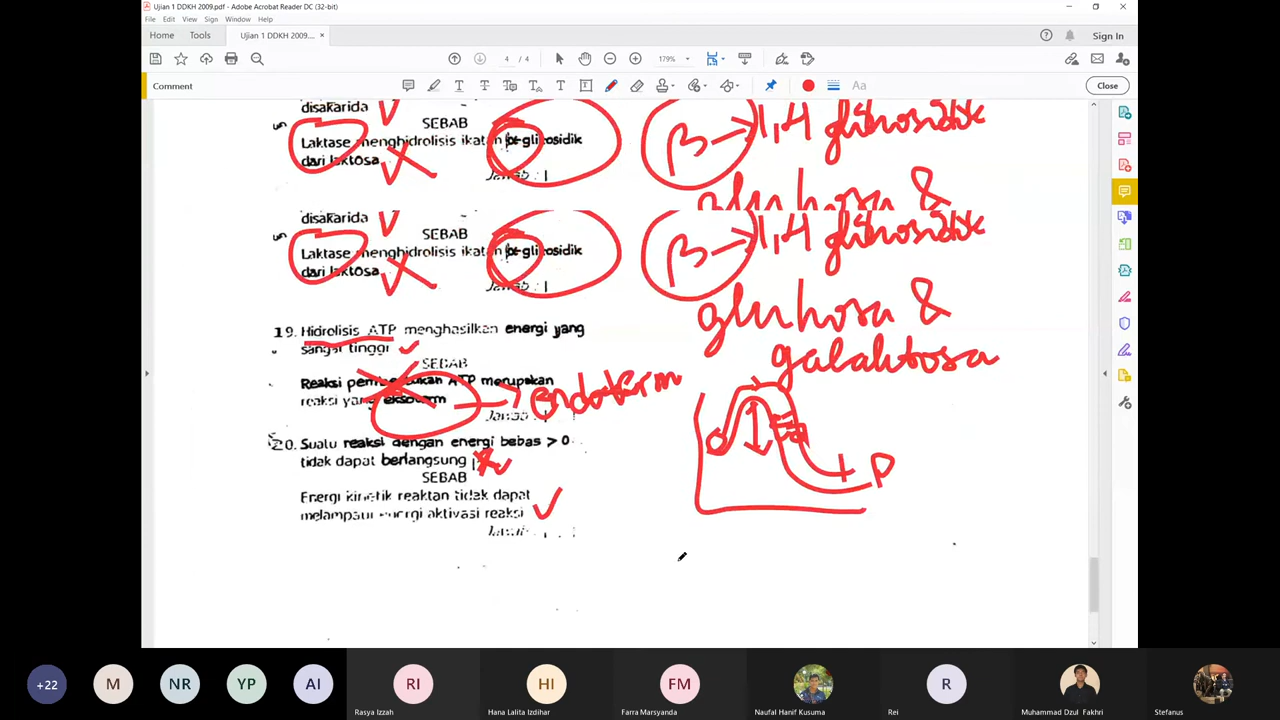 Ujian 1 DDKH 2009.pdf - Adobe Acrobat Reader DC (32-bit)
File Edit View Sign Window Help
Home Tools Ujian 1 DDKH 2009.... × Sign In
4 / 4 179%
Comment Aa Close
disakarida
SEBAB
Laktase menghidrolisis ikatan glikosidik
dari laktosa
Jawab :
β → 1,4 glikosidik
glukosa &
disakarida
SEBAB
Laktase menghidrolisis ikatan glikosidik
dari laktosa
Jawab :
β → 1,4 glikosidik
glukosa &
galaktosa
19. Hidrolisis ATP menghasilkan energi yang
sangat tinggi
SEBAB
Reaksi pembentukan ATP merupakan
reaksi yang eksoterm
→ endoterm
Jawab :
20. Suatu reaksi dengan energi bebas > 0
tidak dapat berlangsung
SEBAB
Energi kinetik reaktan tidak dapat
melampaui energi aktivasi reaksi
Jawab :
P
+22 M NR YP AI RI HI FM R
Rasya Izzah Hana Lalita Izdihar Farra Marsyanda Naufal Hanif Kusuma Rei Muhammad Dzul Fakhri Stefanus